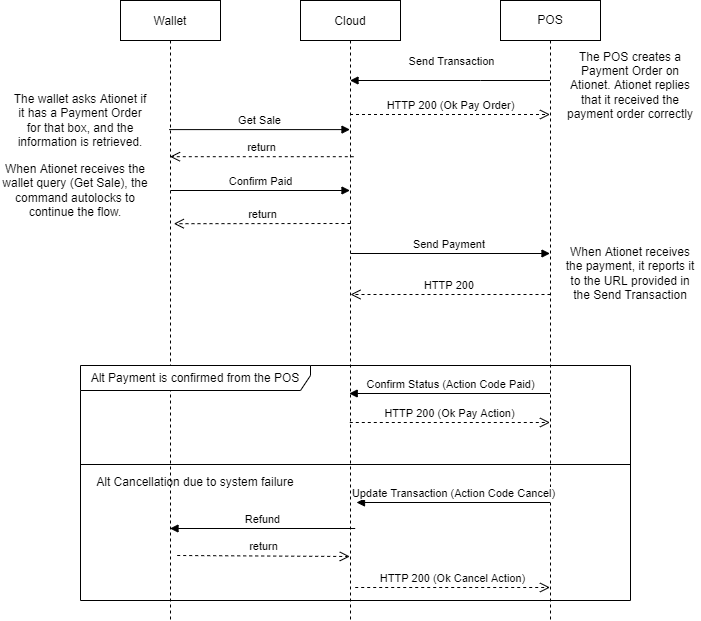 Wallet
Cloud
POS
Send Transaction
The POS creates a
Payment Order on
Ationet. Ationet replies
that it received the
payment order correctly
HTTP 200 (Ok Pay Order)
The wallet asks Ationet if
it has a Payment Order
for that box, and the
information is retrieved.
Get Sale
return
When Ationet receives the
wallet query (Get Sale), the
command autolocks to
continue the flow.
Confirm Paid
return
Send Payment
When Ationet receives
the payment, it reports it
to the URL provided in
the Send Transaction
HTTP 200
Alt Payment is confirmed from the POS
Confirm Status (Action Code Paid)
HTTP 200 (Ok Pay Action)
Alt Cancellation due to system failure
Update Transaction (Action Code Cancel)
Refund
return
HTTP 200 (Ok Cancel Action)